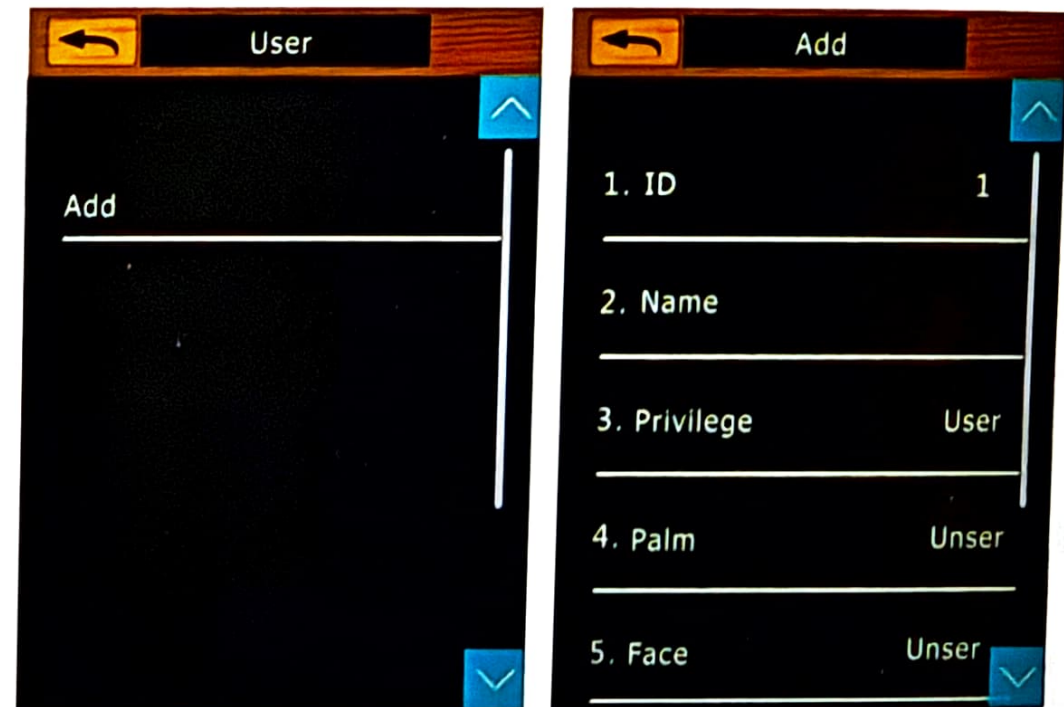 User
Add
Add
1. ID 1
2. Name
3. Privilege User
4. Palm Unser
5. Face Unser